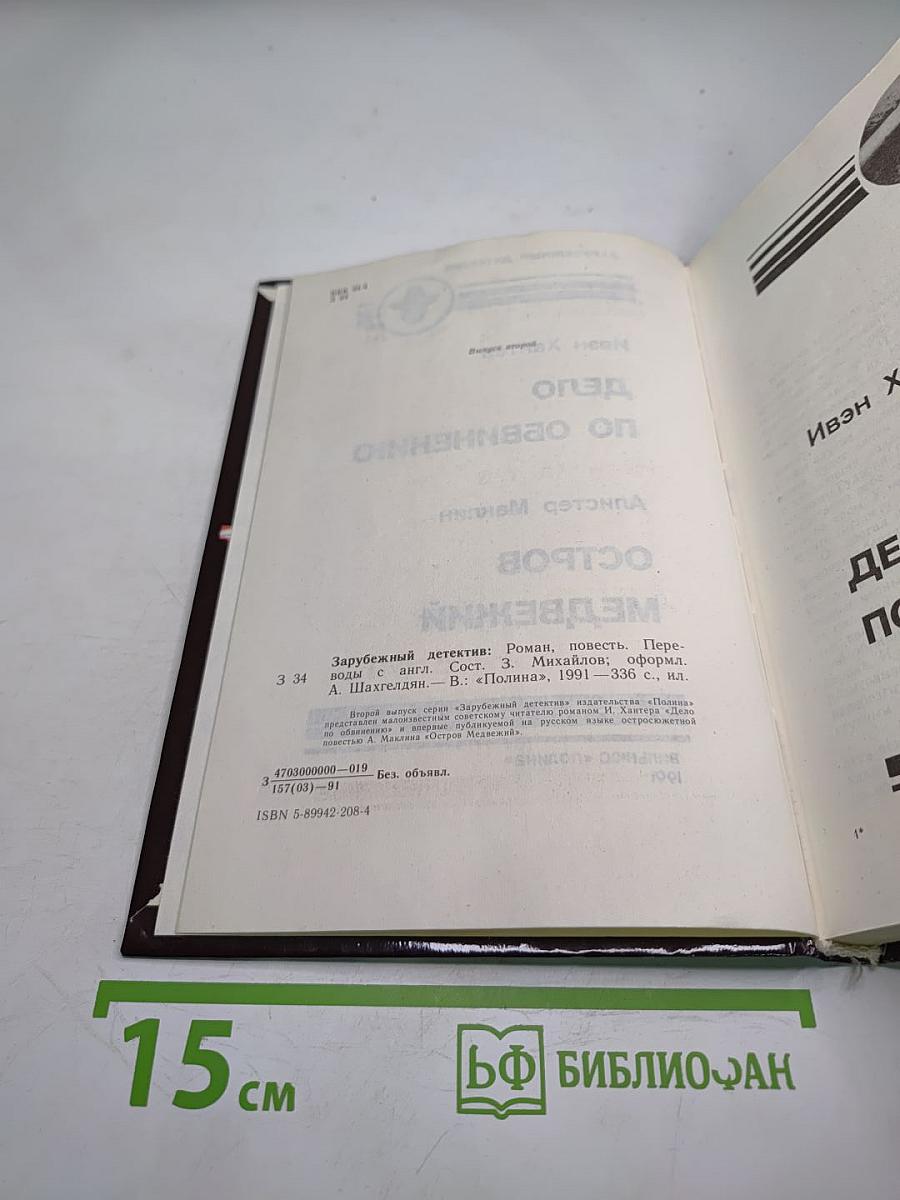 З 34
Выпуск второй
Зарубежный детектив: Роман, повесть. Пере-
З 34 воды с англ. Сост. З. Михайлов; оформл.
А. Шахгелдян.— В.: «Полина», 1991—336 с., ил.
Второй выпуск серии «Зарубежный детектив» издательства «Полина»
представлен малоизвестным советскому читателю романом И. Хантера «Дело
по обвинению» и впервые публикуемой на русском языке остросюжетной
повестью А. Маклина «Остров Медвежий».
З 4703000000—019 Без. объявл.
157(03)—91
ISBN 5-89942-208-4
Ивэн Х
ДЕ
ПО
1*
15 см
БФ БИБЛИОФАН